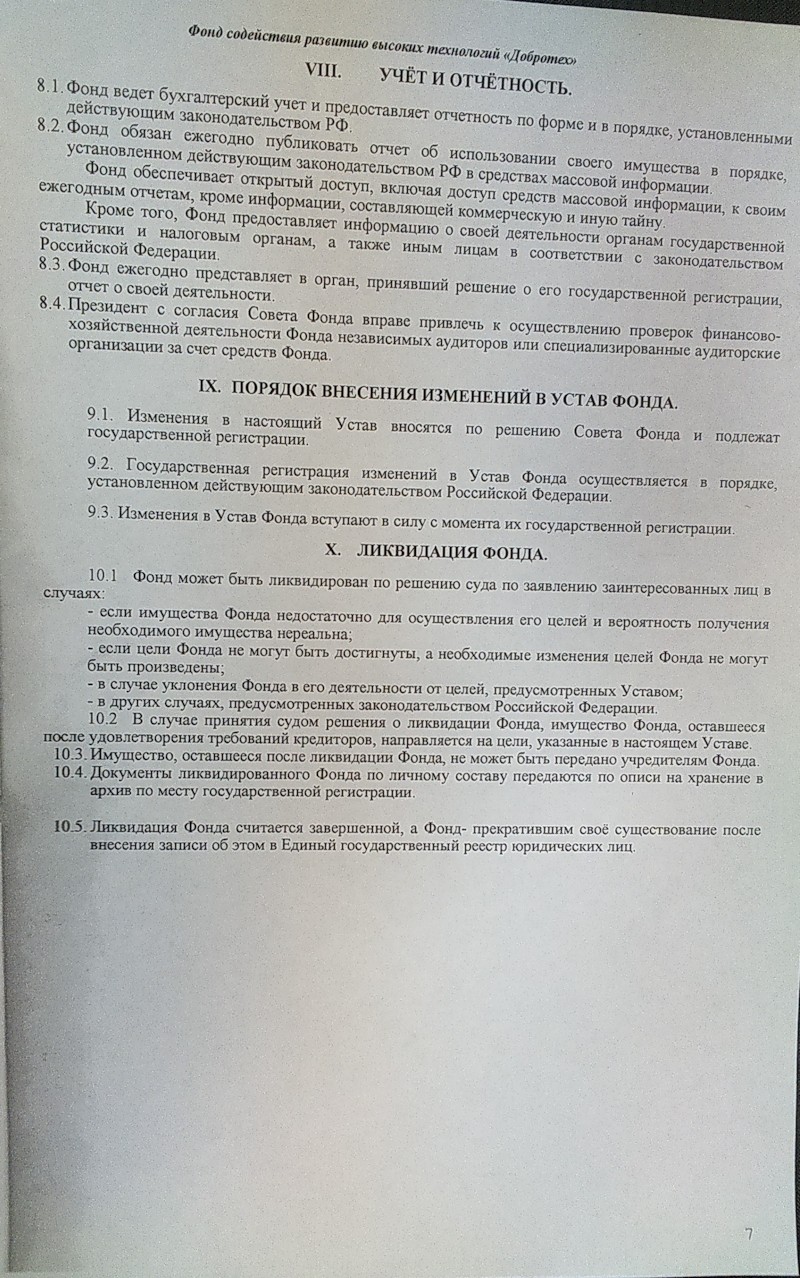 Фонд содействия развитию высоких технологий «Добротех»
VIII. УЧЁТ И ОТЧЁТНОСТЬ.
8.1. Фонд ведет бухгалтерский учет и предоставляет отчетность по форме и в порядке, установленными
действующим законодательством РФ.
8.2. Фонд обязан ежегодно публиковать отчет об использовании своего имущества в порядке,
установленном действующим законодательством РФ в средствах массовой информации.
Фонд обеспечивает открытый доступ, включая доступ средств массовой информации, к своим
ежегодным отчетам, кроме информации, составляющей коммерческую и иную тайну.
Кроме того, Фонд предоставляет информацию о своей деятельности органам государственной
статистики и налоговым органам, а также иным лицам в соответствии с законодательством
Российской Федерации.
8.3. Фонд ежегодно представляет в орган, принявший решение о его государственной регистрации,
отчет о своей деятельности.
8.4. Президент с согласия Совета Фонда вправе привлечь к осуществлению проверок финансово-
хозяйственной деятельности Фонда независимых аудиторов или специализированные аудиторские
организации за счет средств Фонда.
IX. ПОРЯДОК ВНЕСЕНИЯ ИЗМЕНЕНИЙ В УСТАВ ФОНДА.
9.1. Изменения в настоящий Устав вносятся по решению Совета Фонда и подлежат
государственной регистрации.
9.2. Государственная регистрация изменений в Устав Фонда осуществляется в порядке,
установленном действующим законодательством Российской Федерации.
9.3. Изменения в Устав Фонда вступают в силу с момента их государственной регистрации.
X. ЛИКВИДАЦИЯ ФОНДА.
10.1 Фонд может быть ликвидирован по решению суда по заявлению заинтересованных лиц в
случаях:
- если имущества Фонда недостаточно для осуществления его целей и вероятность получения
необходимого имущества нереальна;
- если цели Фонда не могут быть достигнуты, а необходимые изменения целей Фонда не могут
быть произведены;
- в случае уклонения Фонда в его деятельности от целей, предусмотренных Уставом;
- в других случаях, предусмотренных законодательством Российской Федерации.
10.2 В случае принятия судом решения о ликвидации Фонда, имущество Фонда, оставшееся
после удовлетворения требований кредиторов, направляется на цели, указанные в настоящем Уставе.
10.3. Имущество, оставшееся после ликвидации Фонда, не может быть передано учредителям Фонда.
10.4. Документы ликвидированного Фонда по личному составу передаются по описи на хранение в
архив по месту государственной регистрации.
10.5. Ликвидация Фонда считается завершенной, а Фонд- прекратившим своё существование после
внесения записи об этом в Единый государственный реестр юридических лиц.
7